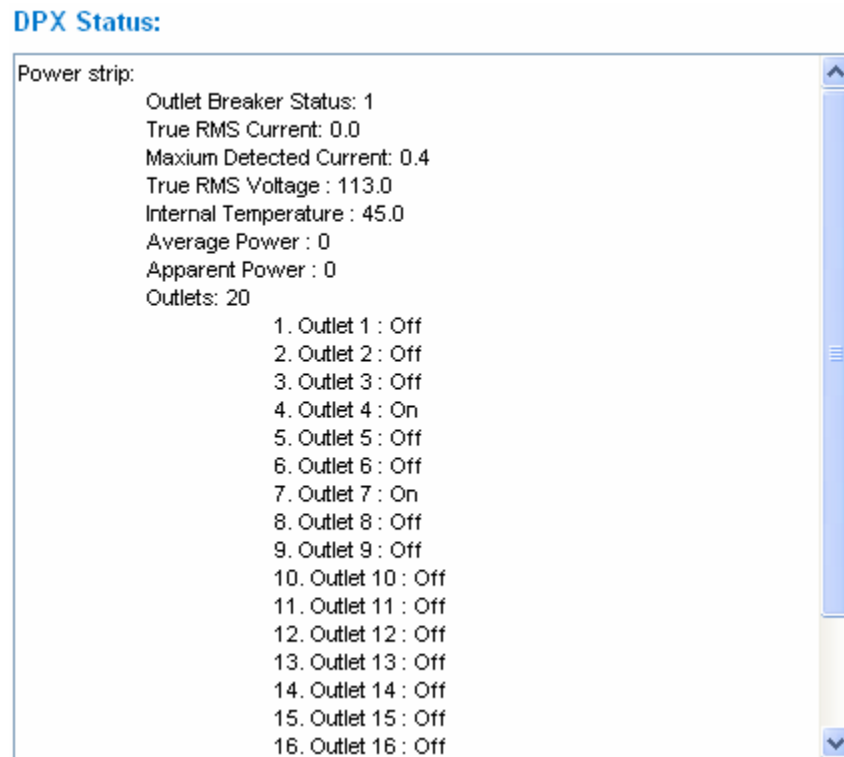 DPX Status:
Power strip:
Outlet Breaker Status: 1
True RMS Current: 0.0
Maxium Detected Current: 0.4
True RMS Voltage : 113.0
Internal Temperature : 45.0
Average Power : 0
Apparent Power : 0
Outlets: 20
1. Outlet 1 : Off
2. Outlet 2 : Off
3. Outlet 3 : Off
4. Outlet 4 : On
5. Outlet 5 : Off
6. Outlet 6 : Off
7. Outlet 7 : On
8. Outlet 8 : Off
9. Outlet 9 : Off
10. Outlet 10 : Off
11. Outlet 11 : Off
12. Outlet 12 : Off
13. Outlet 13 : Off
14. Outlet 14 : Off
15. Outlet 15 : Off
16. Outlet 16 : Off